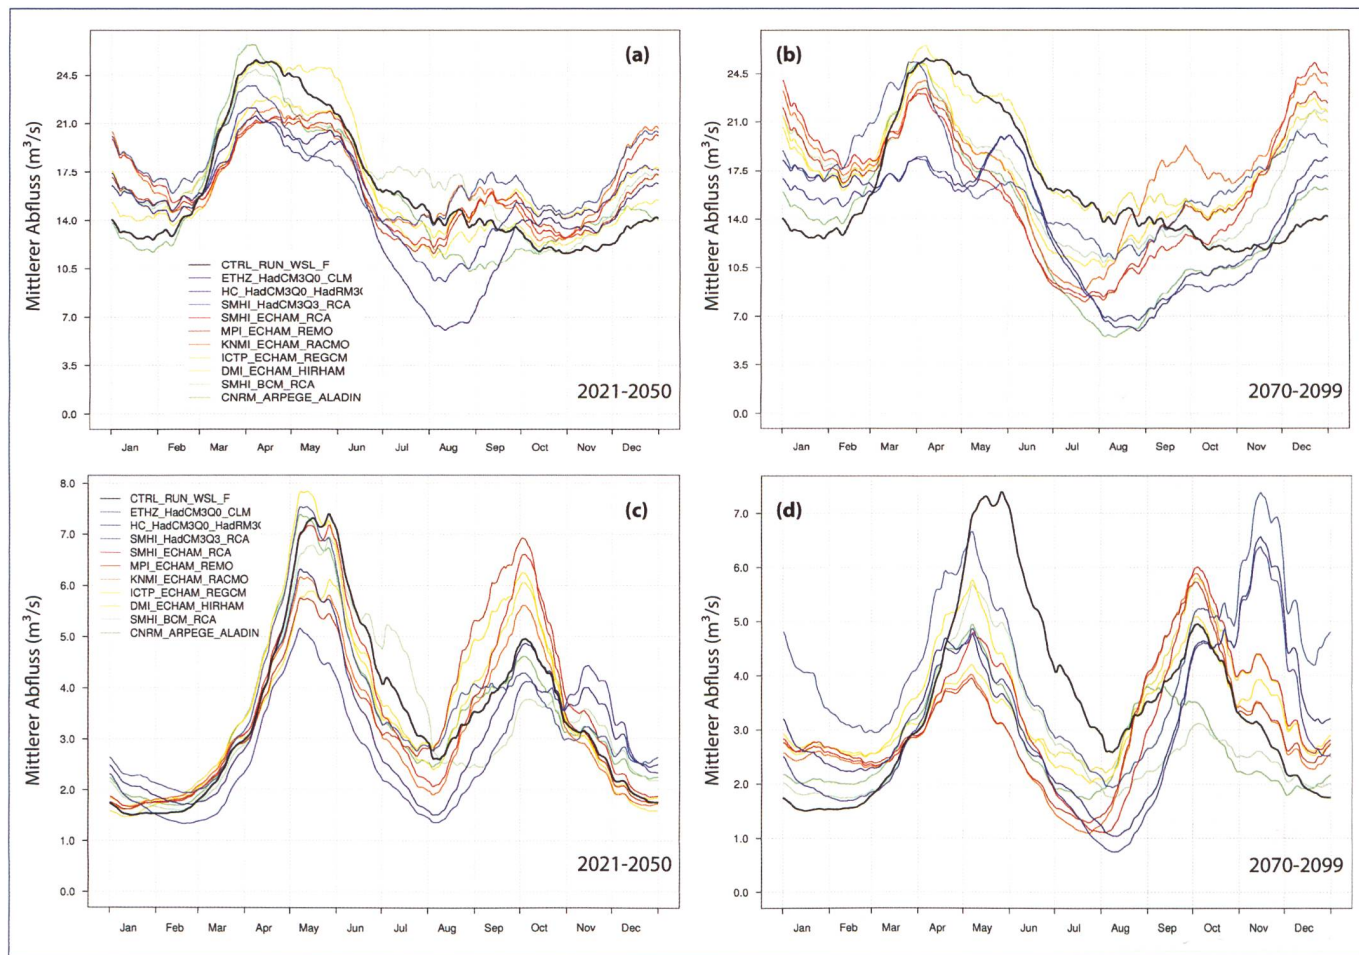 (a)
Mittlerer Abfluss (m³/s)
24.5
21.0
17.5
14.0
10.5
7.0
3.5
0.0
CTRL_RUN_WSL_F
ETHZ_HadCM3Q0_CLM
HC_HadCM3Q0_HadRM3(
SMHI_HadCM3Q3_RCA
SMHI_ECHAM_RCA
MPI_ECHAM_REMO
KNMI_ECHAM_RACMO
ICTP_ECHAM_REGCM
DMI_ECHAM_HIRHAM
SMHI_BCM_RCA
CNRM_ARPEGE_ALADIN
2021-2050
Jan Feb Mar Apr May Jun Jul Aug Sep Oct Nov Dec
(b)
Mittlerer Abfluss (m³/s)
24.5
21.0
17.5
14.0
10.5
7.0
3.5
0.0
2070-2099
Jan Feb Mar Apr May Jun Jul Aug Sep Oct Nov Dec
(c)
Mittlerer Abfluss (m³/s)
8.0
7.0
6.0
5.0
4.0
3.0
2.0
1.0
0.0
CTRL_RUN_WSL_F
ETHZ_HadCM3Q0_CLM
HC_HadCM3Q0_HadRM3(
SMHI_HadCM3Q3_RCA
SMHI_ECHAM_RCA
MPI_ECHAM_REMO
KNMI_ECHAM_RACMO
ICTP_ECHAM_REGCM
DMI_ECHAM_HIRHAM
SMHI_BCM_RCA
CNRM_ARPEGE_ALADIN
2021-2050
Jan Feb Mar Apr May Jun Jul Aug Sep Oct Nov Dec
(d)
Mittlerer Abfluss (m³/s)
7.0
6.0
5.0
4.0
3.0
2.0
1.0
0.0
2070-2099
Jan Feb Mar Apr May Jun Jul Aug Sep Oct Nov Dec